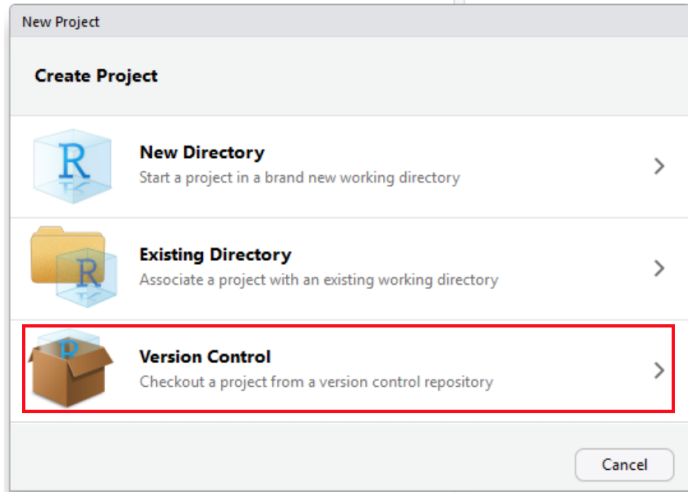 New Project
Create Project
R
New Directory
Start a project in a brand new working directory
R
Existing Directory
Associate a project with an existing working directory
Version Control
Checkout a project from a version control repository
Cancel